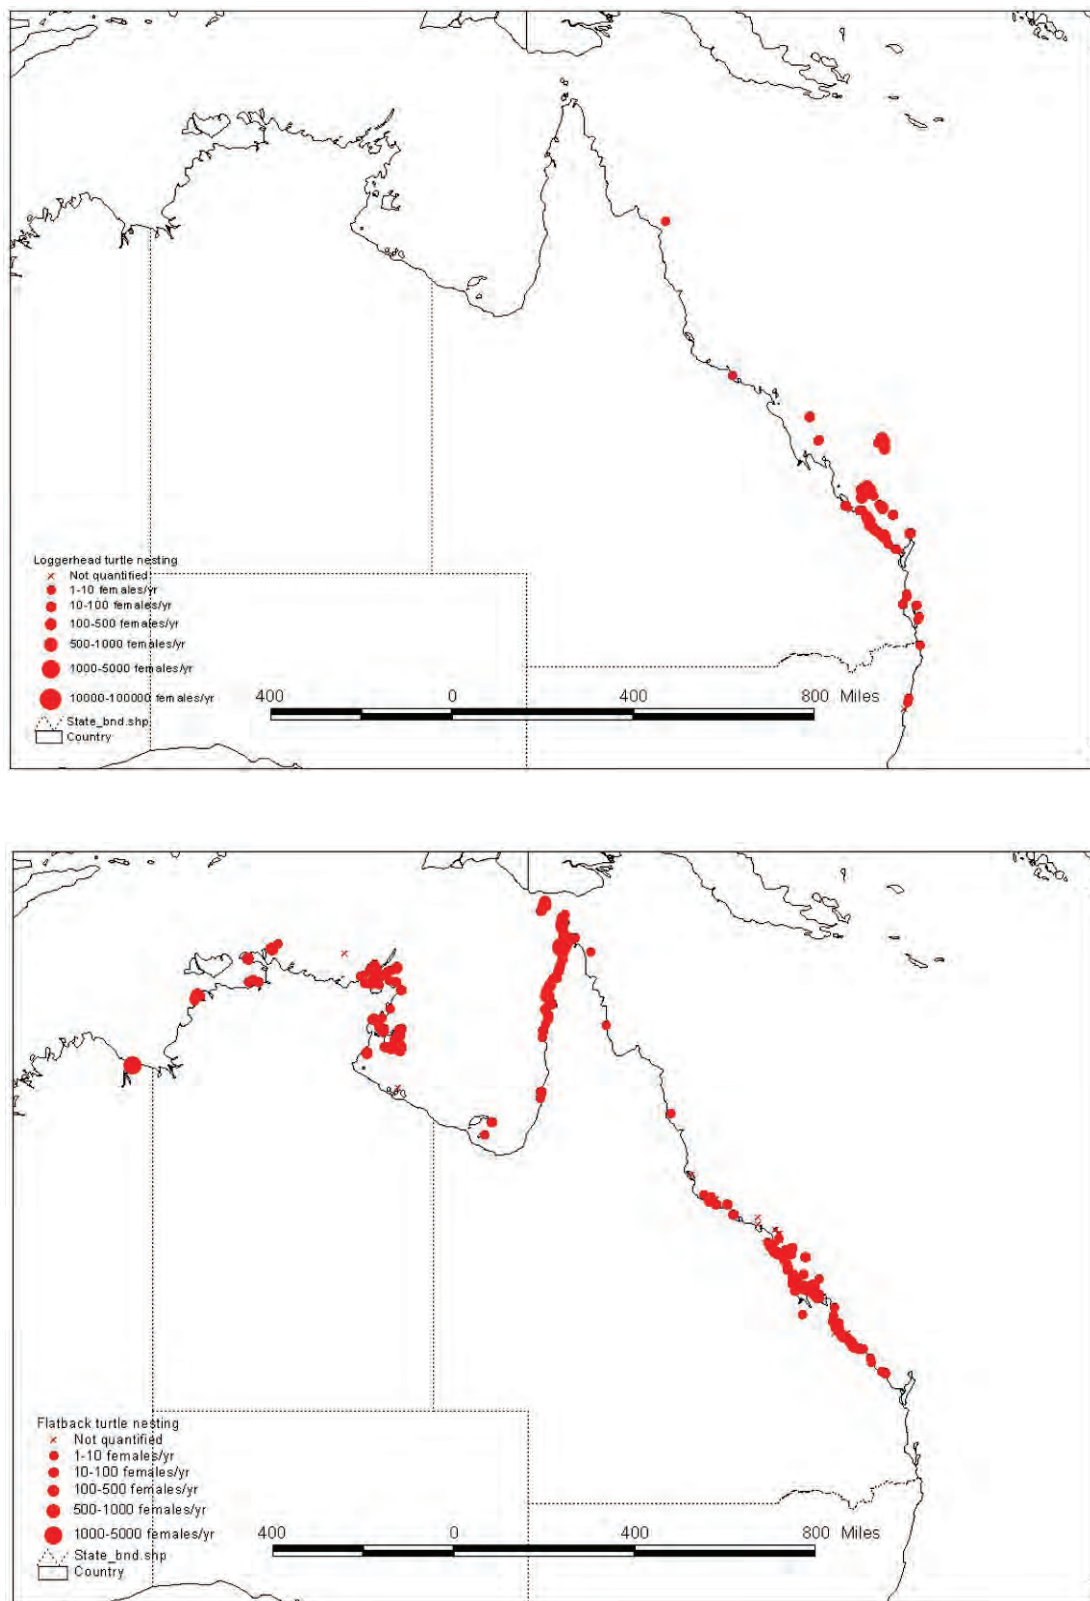 Loggerhead turtle nesting
Not quantified
1-10 females/yr
10-100 females/yr
100-500 females/yr
500-1000 females/yr
1000-5000 females/yr
10000-100000 females/yr
State_bnd.shp
Country
400 0 400 800 Miles
Flatback turtle nesting
Not quantified
1-10 females/yr
10-100 females/yr
100-500 females/yr
500-1000 females/yr
1000-5000 females/yr
State_bnd.shp
Country
400 0 400 800 Miles